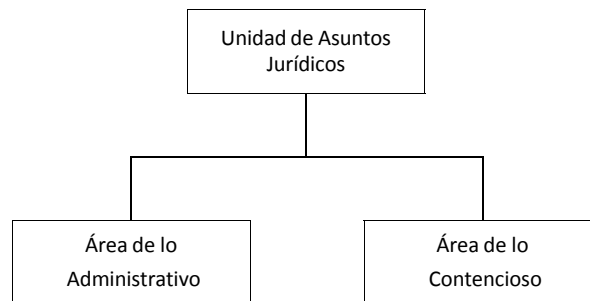 Unidad de Asuntos
Jurídicos
Área de lo
Administrativo
Área de lo
Contencioso